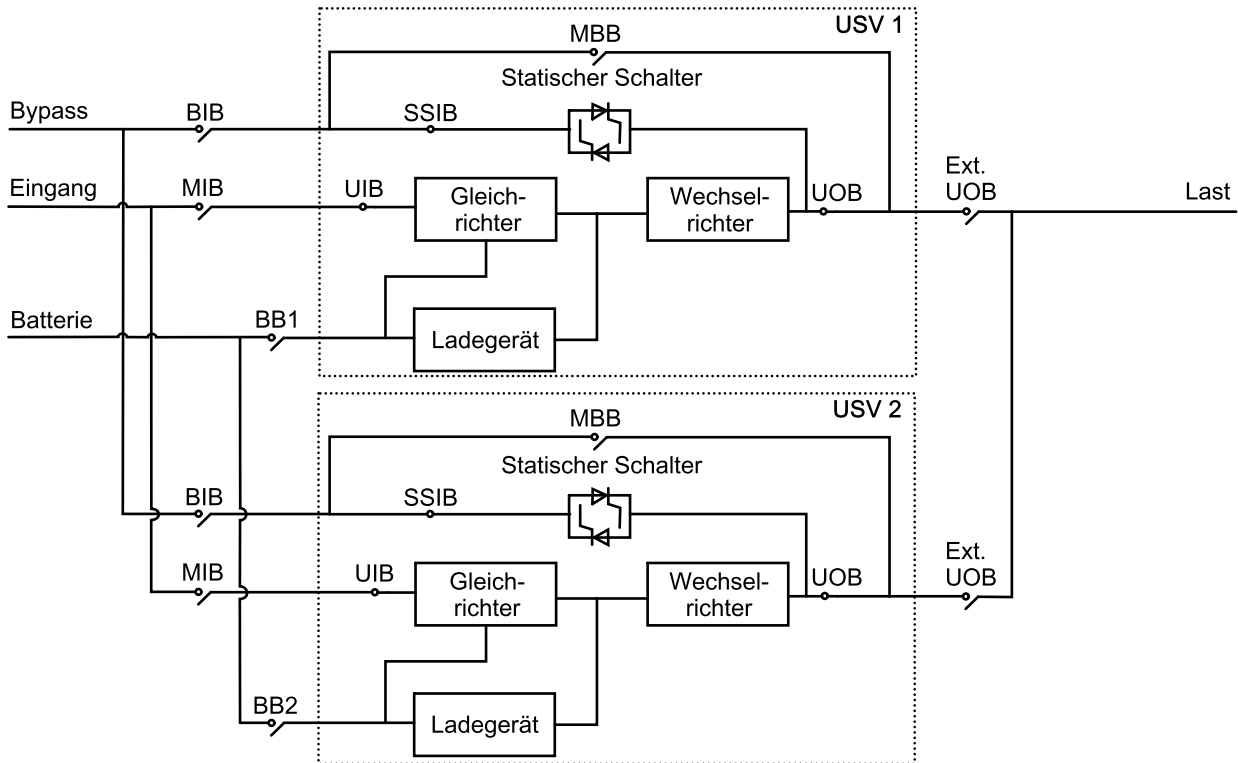 USV 1
MBB
Statischer Schalter
Bypass
BIB
SSIB
Eingang
MIB
UIB
Gleich-
richter
Wechsel-
richter
UOB
Ext.
UOB
Last
Batterie
BB1
Ladegerät
USV 2
MBB
Statischer Schalter
BIB
SSIB
MIB
UIB
Gleich-
richter
Wechsel-
richter
UOB
Ext.
UOB
BB2
Ladegerät